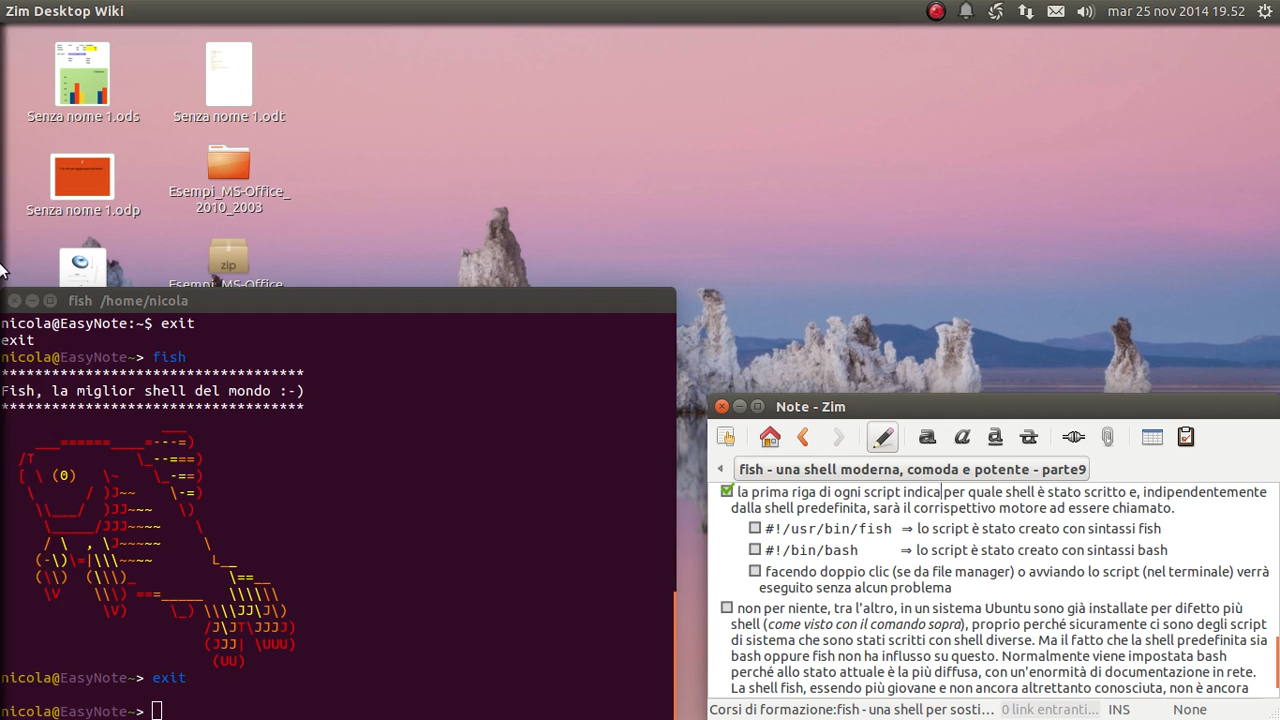 Zim Desktop Wiki
mar 25 nov 2014 19.52
Senza nome 1.ods
Senza nome 1.odt
Senza nome 1.odp
Esempi_MS-Office_
2010_2003
zip
Esempi_MS-Office
fish /home/nicola
nicola@EasyNote:~$ exit
exit
nicola@EasyNote~> fish
***********************************
Fish, la miglior shell del mondo :-)
***********************************
nicola@EasyNote~> exit
nicola@EasyNote~>
Note - Zim
fish - una shell moderna, comoda e potente - parte9
la prima riga di ogni script indica per quale shell è stato scritto e, indipendentemente
dalla shell predefinita, sarà il corrispettivo motore ad essere chiamato.
#!/usr/bin/fish ⇒ lo script è stato creato con sintassi fish
#!/bin/bash ⇒ lo script è stato creato con sintassi bash
facendo doppio clic (se da file manager) o avviando lo script (nel terminale) verrà
eseguito senza alcun problema
non per niente, tra l'altro, in un sistema Ubuntu sono già installate per difetto più
shell (come visto con il comando sopra), proprio perché sicuramente ci sono degli script
di sistema che sono stati scritti con shell diverse. Ma il fatto che la shell predefinita sia
bash oppure fish non ha influsso su questo. Normalmente viene impostata bash
perché allo stato attuale è la più diffusa, con un'enormità di documentazione in rete.
La shell fish, essendo più giovane e non ancora altrettanto conosciuta, non è ancora
Corsi di formazione:fish - una shell per sosti...
0 link entranti...
INS
None